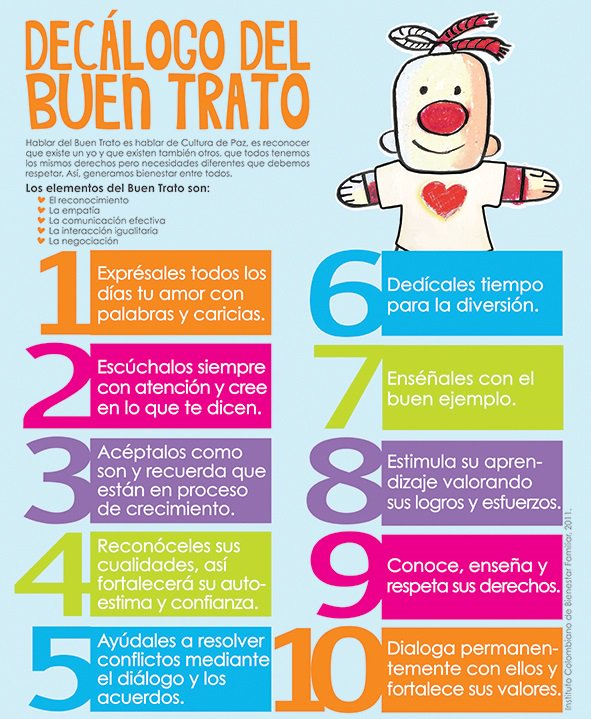 DECÁLOGO DEL
BUEN TRATO
Hablar del Buen Trato es hablar de Cultura de Paz, es reconocer
que existe un yo y que existen también otros, que todos tenemos
los mismos derechos pero necesidades diferentes que debemos
respetar. Así, generamos bienestar entre todos.
Los elementos del Buen Trato son:
El reconocimiento
La empatía
La comunicación efectiva
La interacción igualitaria
La negociación
1
Exprésales todos los
días tu amor con
palabras y caricias.
2
Escúchalos siempre
con atención y cree
en lo que te dicen.
3
Acéptalos como
son y recuerda que
están en proceso
de crecimiento.
4
Reconóceles sus
cualidades, así
fortalecerá su auto-
estima y confianza.
5
Ayúdales a resolver
conflictos mediante
el diálogo y los
acuerdos.
6
Dedícales tiempo
para la diversión.
7
Enséñales con el
buen ejemplo.
8
Estimula su apren-
dizaje valorando
sus logros y esfuerzos.
9
Conoce, enseña y
respeta sus derechos.
10
Dialoga permanen-
temente con ellos y
fortalece sus valores.
Instituto Colombiano de Bienestar Familiar, 2011.